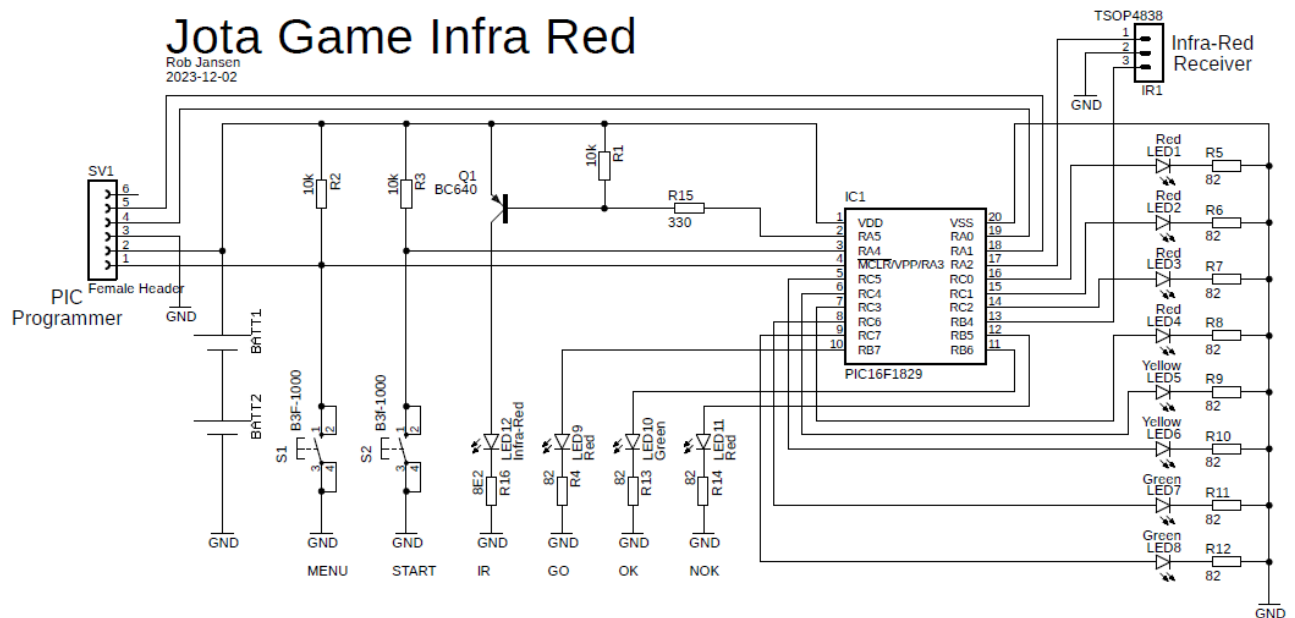 Jota Game Infra Red
Rob Jansen
2023-12-02
TSOP4838
1
2
3
Infra-Red
Receiver
IR1
GND
SV1
6
5
4
3
2
1
Female Header
PIC
Programmer
GND
10k
R2
10k
R3
Q1
BC640
10k
R1
R15
330
IC1
1 VDD VSS 20
2 RA5 RA0 19
3 RA4 RA1 18
4 MCLR/VPP/RA3 RA2 17
5 RC5 RC0 16
6 RC4 RC1 15
7 RC3 RC2 14
8 RC6 RB4 13
9 RC7 RB5 12
10 RB7 RB6 11
PIC16F1829
Red
LED1
R5
82
Red
LED2
R6
82
Red
LED3
R7
82
Red
LED4
R8
82
Yellow
LED5
R9
82
Yellow
LED6
R10
82
Green
LED7
R11
82
Green
LED8
R12
82
GND
BATT1
BATT2
GND
S1
B3F-1000
1
2
3
4
GND
MENU
S2
B3f-1000
1
2
3
4
GND
START
LED12
Infra-Red
8E2
R16
GND
IR
LED9
Red
82
R4
GND
GO
LED10
Green
82
R13
GND
OK
LED11
Red
82
R14
GND
NOK